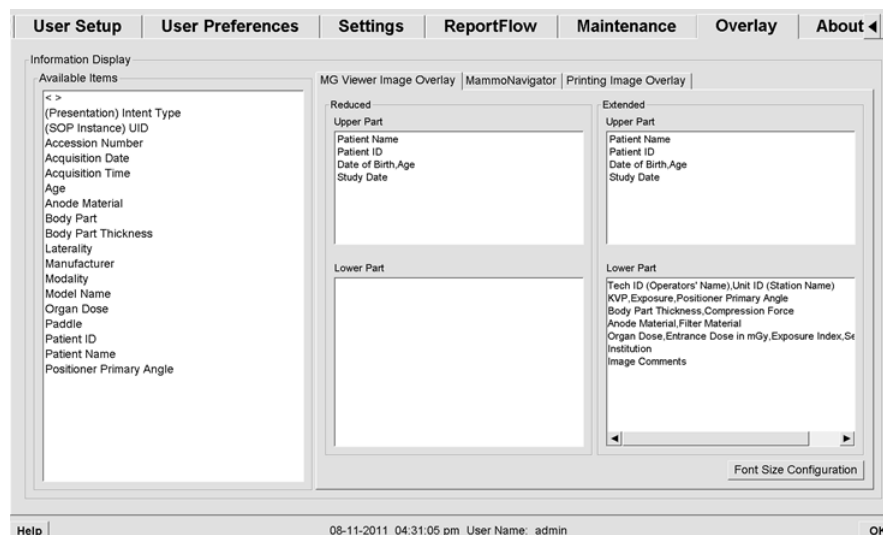 User Setup User Preferences Settings ReportFlow Maintenance Overlay About
Information Display
Available Items
< >
(Presentation) Intent Type
(SOP Instance) UID
Accession Number
Acquisition Date
Acquisition Time
Age
Anode Material
Body Part
Body Part Thickness
Laterality
Manufacturer
Modality
Model Name
Organ Dose
Paddle
Patient ID
Patient Name
Positioner Primary Angle
MG Viewer Image Overlay MammoNavigator Printing Image Overlay
Reduced
Upper Part
Patient Name
Patient ID
Date of Birth,Age
Study Date
Lower Part
Extended
Upper Part
Patient Name
Patient ID
Date of Birth,Age
Study Date
Lower Part
Tech ID (Operators' Name),Unit ID (Station Name)
KVP,Exposure,Positioner Primary Angle
Body Part Thickness,Compression Force
Anode Material,Filter Material
Organ Dose,Entrance Dose in mGy,Exposure Index,Se
Institution
Image Comments
Font Size Configuration
Help 08-11-2011 04:31:05 pm User Name: admin OK